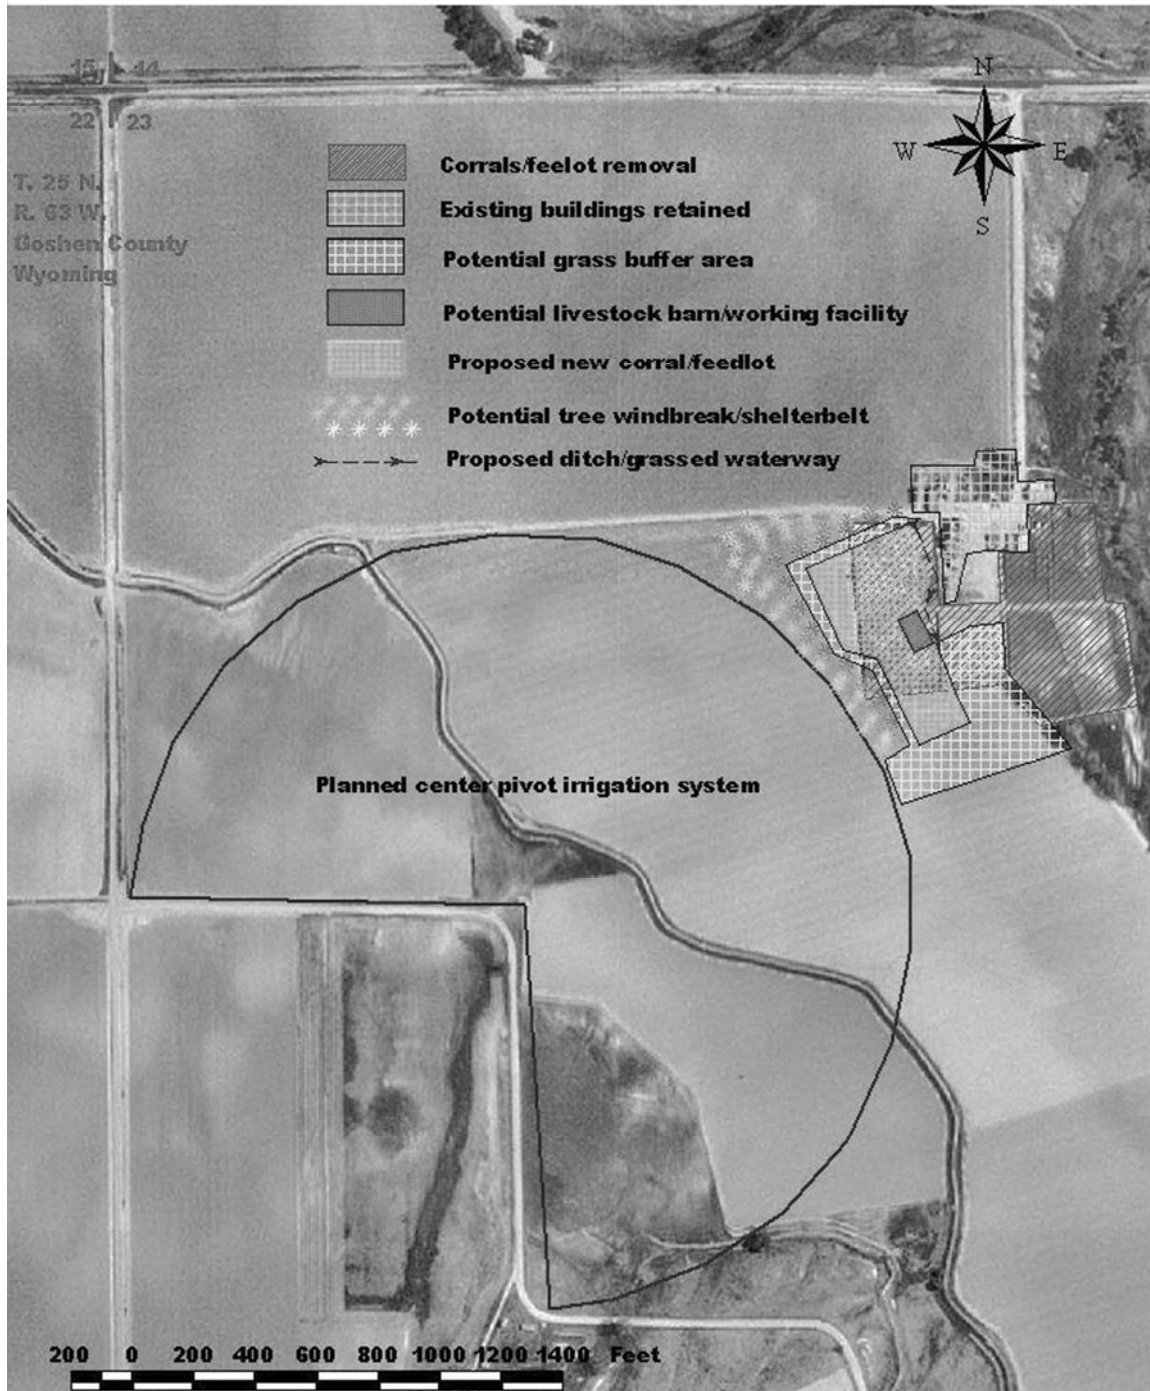 15 14
22 23
N
W E
S
T. 25 N.
R. 63 W.
Goshen County
Wyoming
Corrals/feelot removal
Existing buildings retained
Potential grass buffer area
Potential livestock barn/working facility
Proposed new corral/feedlot
Potential tree windbreak/shelterbelt
Proposed ditch/grassed waterway
Planned center pivot irrigation system
200 0 200 400 600 800 1000 1200 1400 Feet